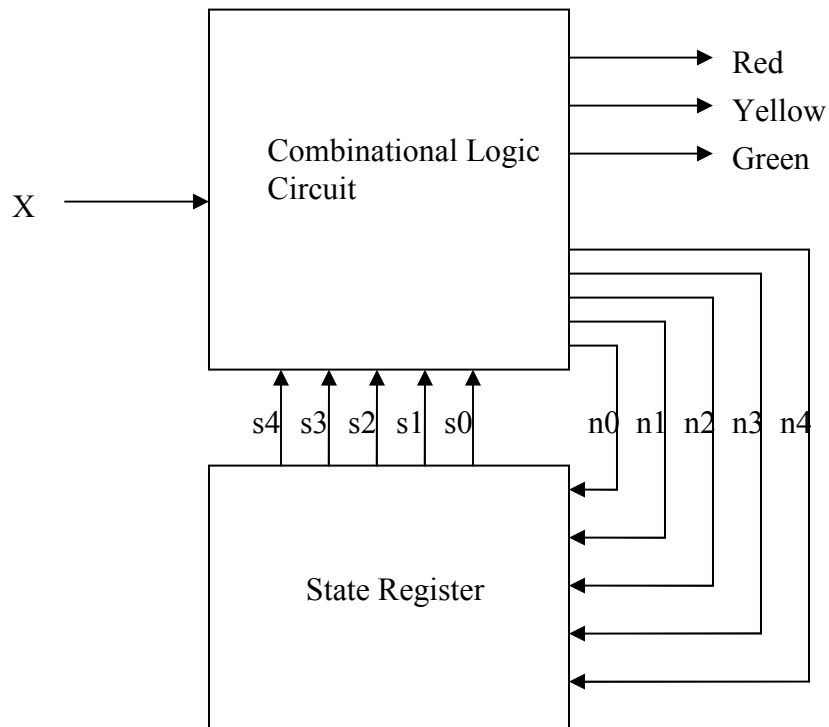 Red
Yellow
Green
Combinational Logic
Circuit
X
s4 s3 s2 s1 s0 n0 n1 n2 n3 n4
State Register